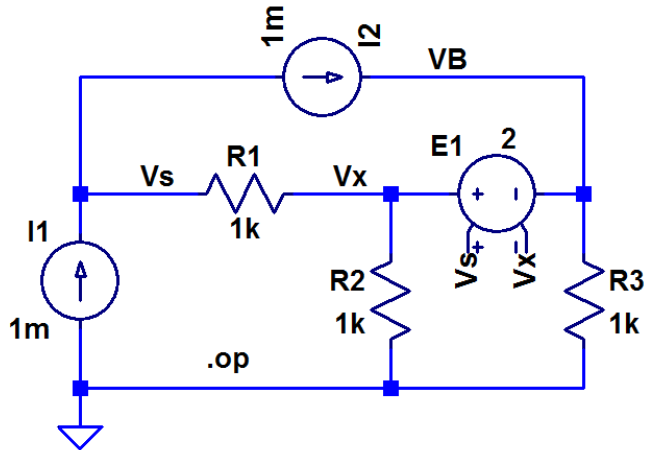 1m
I2
VB
E1
2
R1
Vs
Vx
1k
+
−
I1
+
−
Vs
Vx
R2
R3
1m
1k
1k
.op